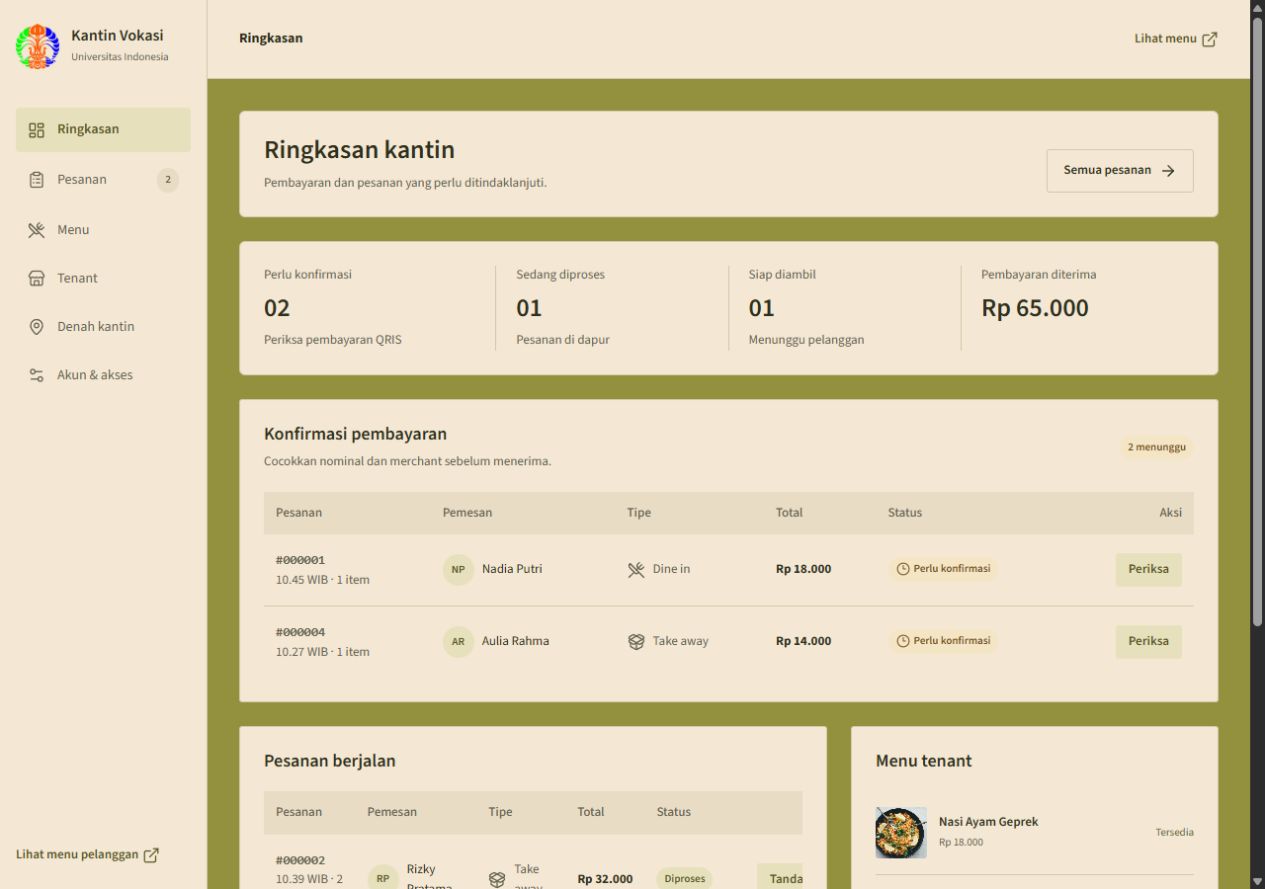 Kantin Vokasi
Universitas Indonesia
Ringkasan
Pesanan 2
Menu
Tenant
Denah kantin
Akun & akses
Lihat menu pelanggan
Ringkasan
Lihat menu
Ringkasan kantin
Pembayaran dan pesanan yang perlu ditindaklanjuti.
Semua pesanan
Perlu konfirmasi
02
Periksa pembayaran QRIS
Sedang diproses
01
Pesanan di dapur
Siap diambil
01
Menunggu pelanggan
Pembayaran diterima
Rp 65.000
Konfirmasi pembayaran
Cocokkan nominal dan merchant sebelum menerima.
2 menunggu
Pesanan Pemesan Tipe Total Status Aksi
#000001
10.45 WIB · 1 item
NP Nadia Putri Dine in Rp 18.000 Perlu konfirmasi Periksa
#000004
10.27 WIB · 1 item
AR Aulia Rahma Take away Rp 14.000 Perlu konfirmasi Periksa
Pesanan berjalan
Pesanan Pemesan Tipe Total Status
#000002
10.39 WIB · 2
RP Rizky
Pratama
Take
away
Rp 32.000 Diproses Tanda
Menu tenant
Nasi Ayam Geprek
Rp 18.000
Tersedia